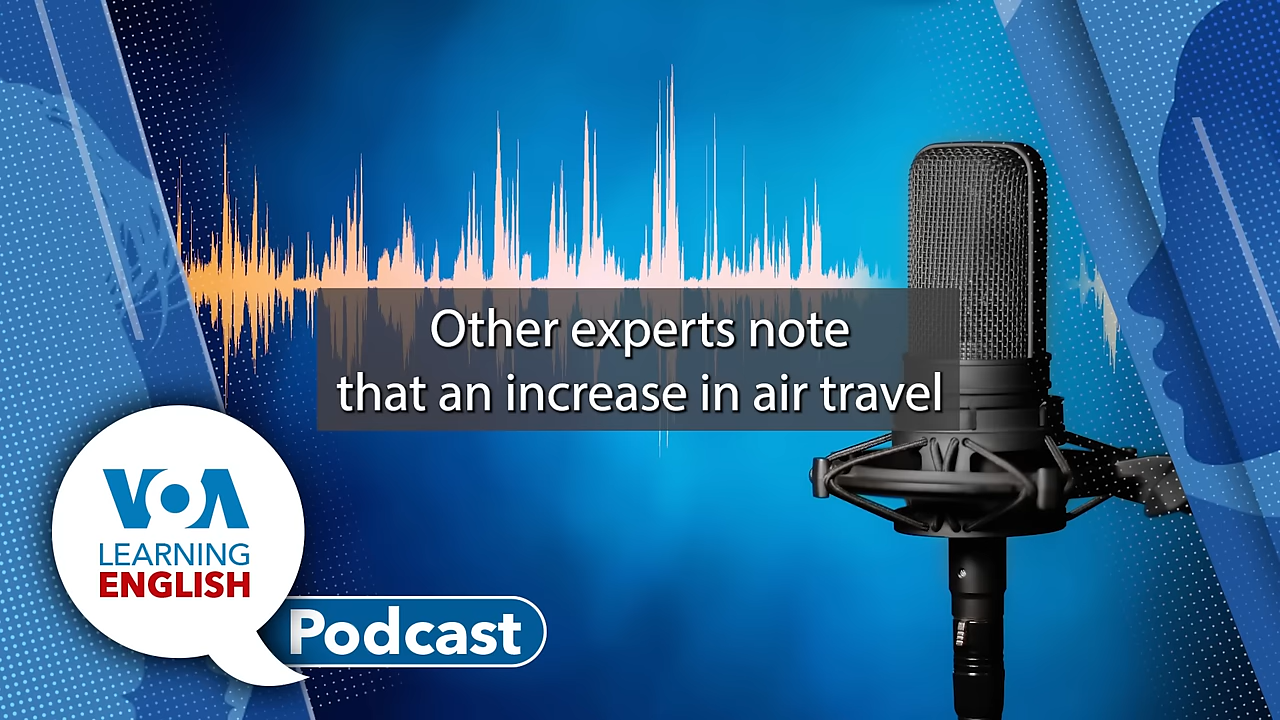 Other experts note
that an increase in air travel
VOA
LEARNING
ENGLISH
Podcast